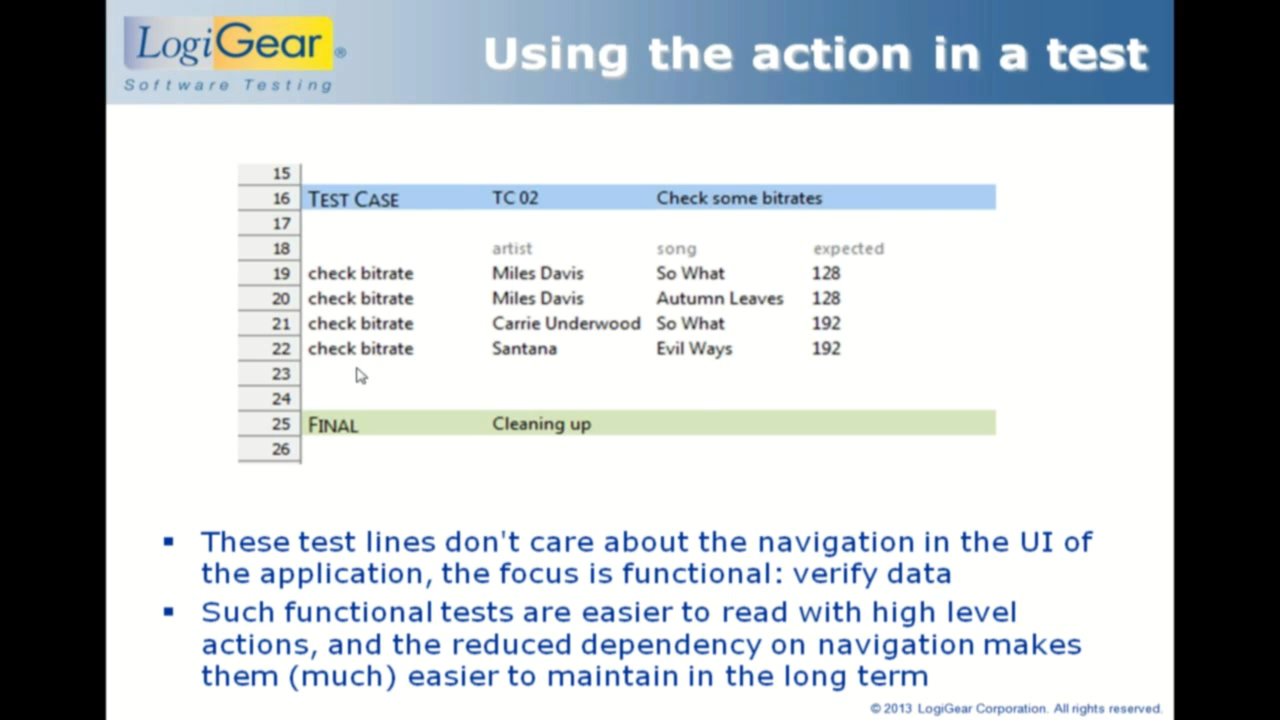 LogiGear®
Software Testing
Using the action in a test
15
16 TEST CASE TC 02 Check some bitrates
17
18 artist song expected
19 check bitrate Miles Davis So What 128
20 check bitrate Miles Davis Autumn Leaves 128
21 check bitrate Carrie Underwood So What 192
22 check bitrate Santana Evil Ways 192
23
24
25 FINAL Cleaning up
26
▪ These test lines don't care about the navigation in the UI of
the application, the focus is functional: verify data
▪ Such functional tests are easier to read with high level
actions, and the reduced dependency on navigation makes
them (much) easier to maintain in the long term
© 2013 LogiGear Corporation. All rights reserved.